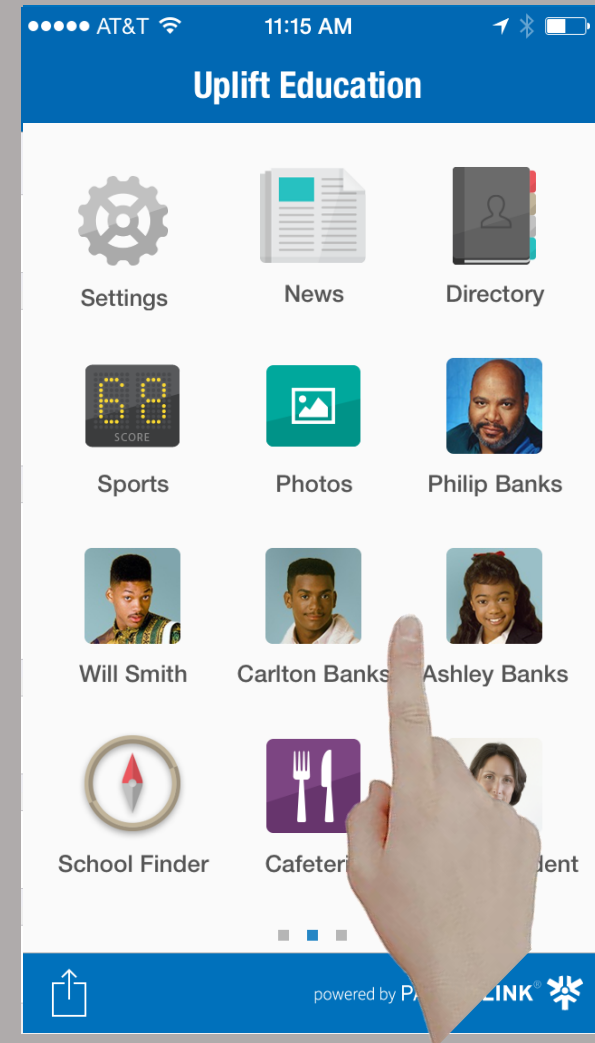 AT&T 11:15 AM
Uplift Education
Settings News Directory
68
SCORE
Sports Photos Philip Banks
Will Smith Carlton Banks Ashley Banks
School Finder
powered by